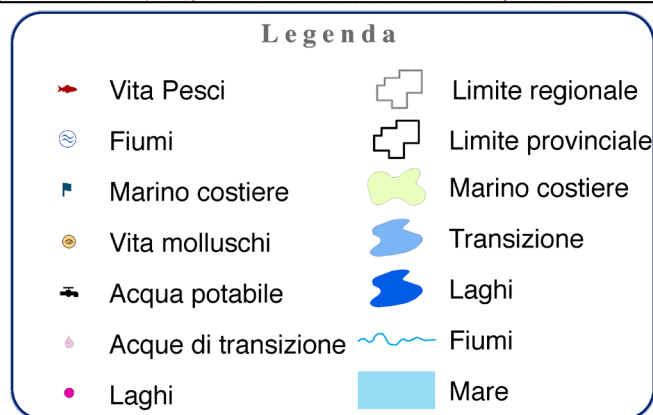 Legenda
Vita Pesci
Fiumi
Marino costiere
Vita molluschi
Acqua potabile
Acque di transizione
Laghi
Limite regionale
Limite provinciale
Marino costiere
Transizione
Laghi
Fiumi
Mare